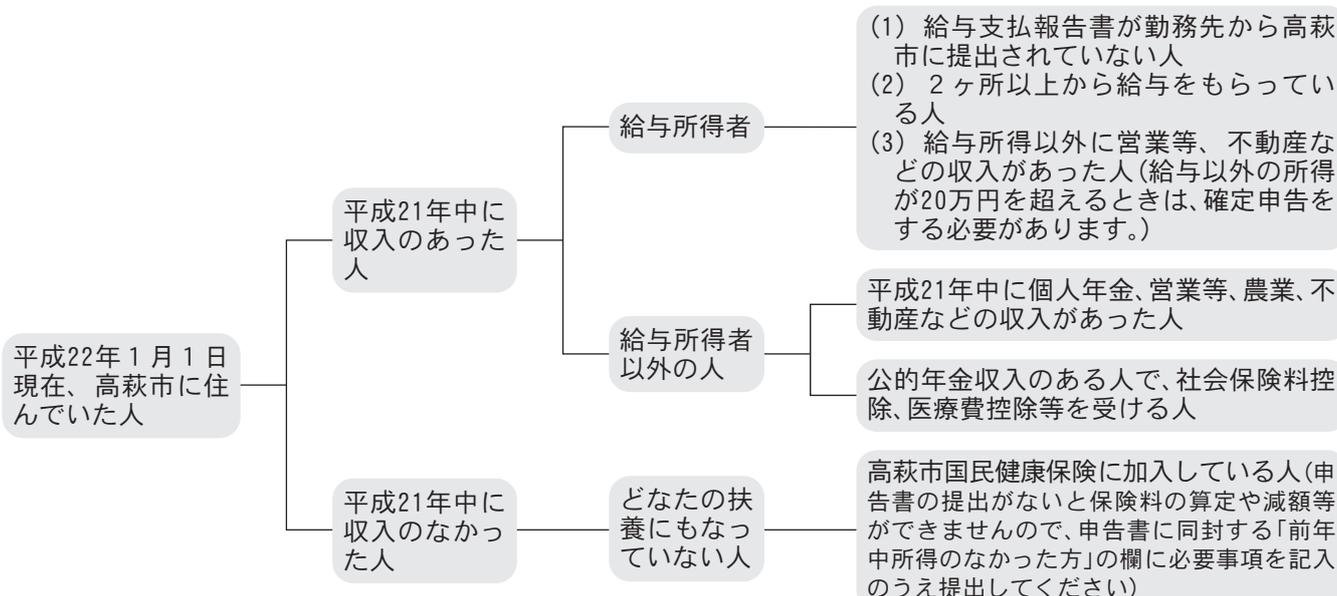 平成22年1月1日
現在、高萩市に住
んでいた人
平成21年中に
収入のあった
人
給与所得者
(1) 給与支払報告書が勤務先から高萩
市に提出されていない人
(2) 2ヶ所以上から給与をもらってい
る人
(3) 給与所得以外に営業等、不動産な
どの収入があった人(給与以外の所得
が20万円を超えるときは、確定申告を
する必要があります。)
給与所得者
以外の人
平成21年中に個人年金、営業等、農業、不
動産などの収入があった人
公的年金収入のある人で、社会保険料控
除、医療費控除等を受ける人
平成21年中に
収入のなかっ
た人
どなたの扶
養にもなっ
ていない人
高萩市国民健康保険に加入している人(申
告書の提出がないと保険料の算定や減額等
ができませんので、申告書に同封する「前年
中所得のなかった方」の欄に必要事項を記入
のうえ提出してください)